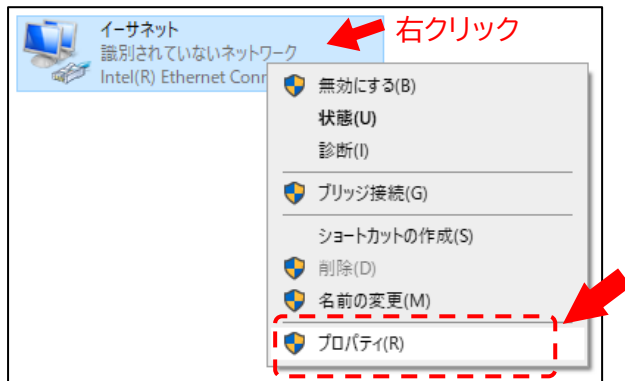 イーサネット
右クリック
識別されていないネットワーク
Intel(R) Ethernet
無効にする(B)
状態(U)
診断(I)
ブリッジ接続(G)
ショートカットの作成(S)
削除(D)
名前の変更(M)
プロパティ(R)